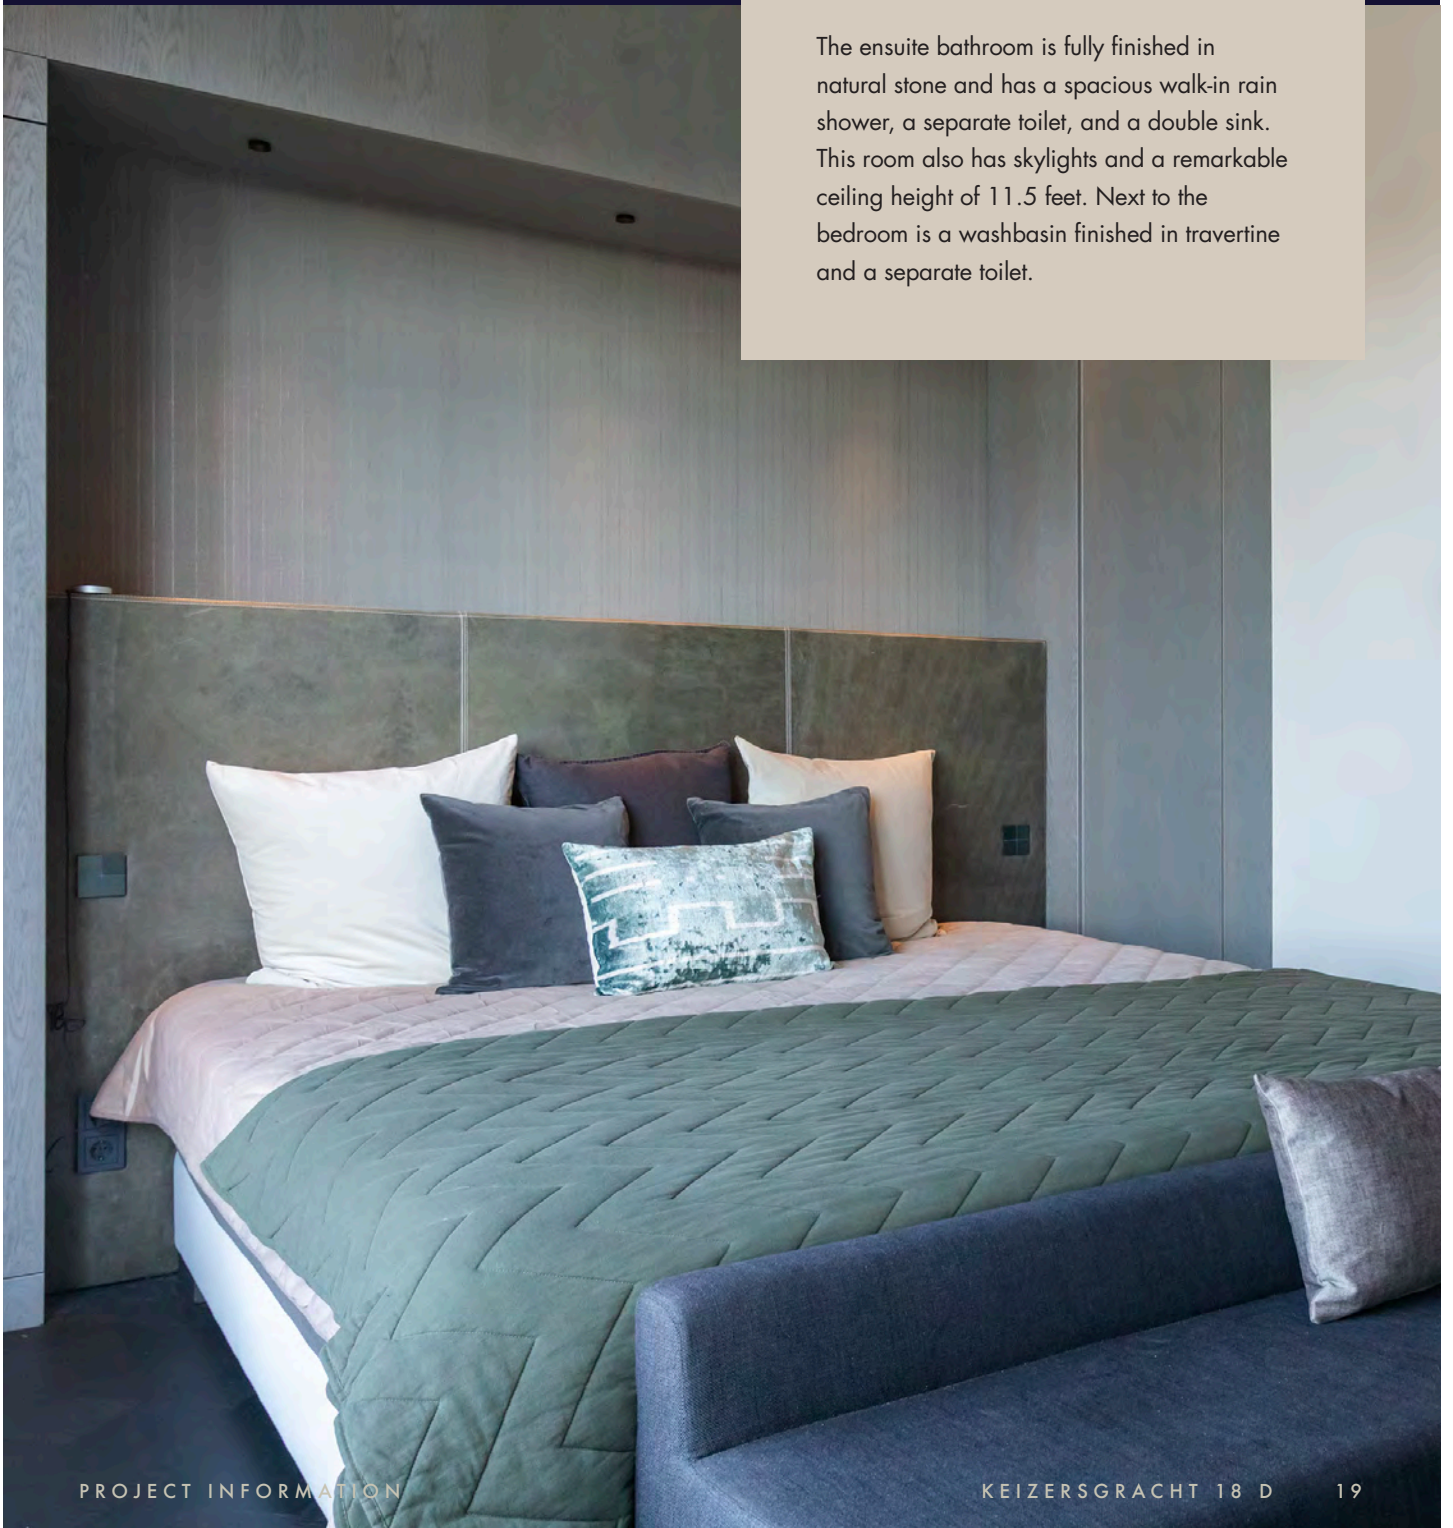 The ensuite bathroom is fully finished in
natural stone and has a spacious walk-in rain
shower, a separate toilet, and a double sink.
This room also has skylights and a remarkable
ceiling height of 11.5 feet. Next to the
bedroom is a washbasin finished in travertine
and a separate toilet.
PROJECT INFORMATION
KEIZERSGRACHT 18 D 19